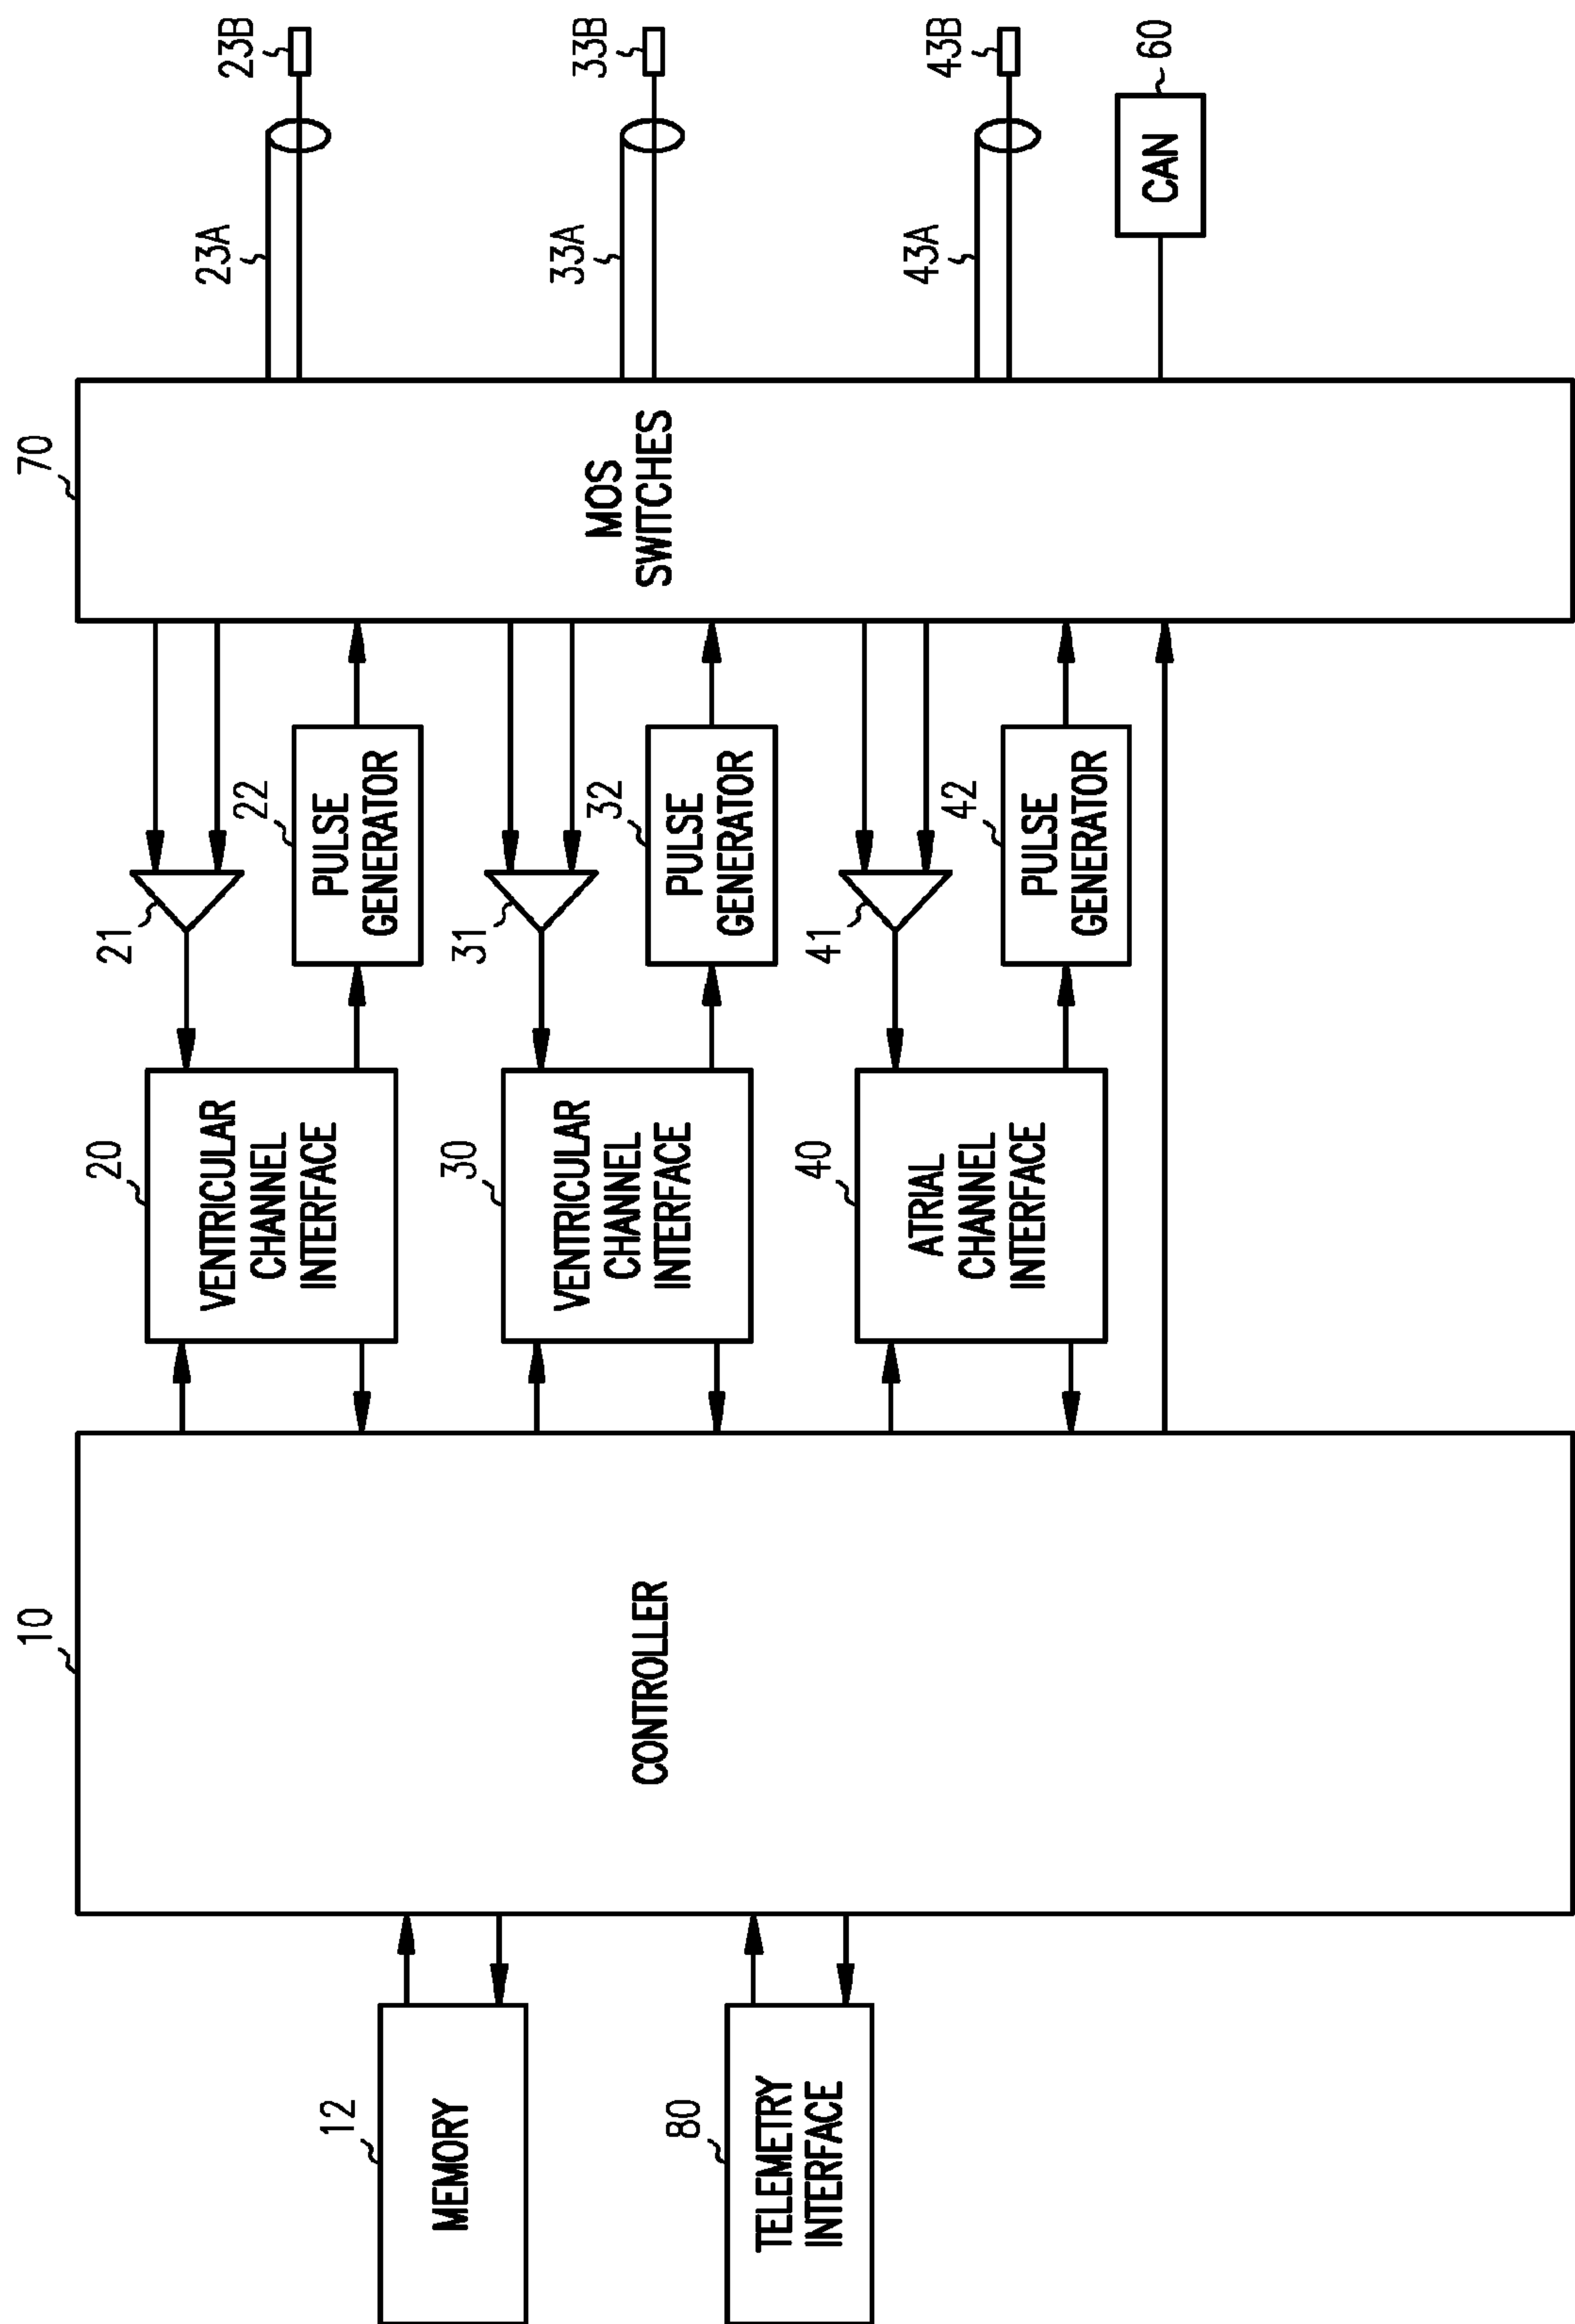 10
70
12
MEMORY
80
TELEMETRY
INTERFACE
CONTROLLER
20
VENTRICULAR
CHANNEL
INTERFACE
21
22
PULSE
GENERATOR
30
VENTRICULAR
CHANNEL
INTERFACE
31
32
PULSE
GENERATOR
40
ATRIAL
CHANNEL
INTERFACE
41
42
PULSE
GENERATOR
MOS
SWITCHES
23A
23B
33A
33B
43A
43B
CAN
60